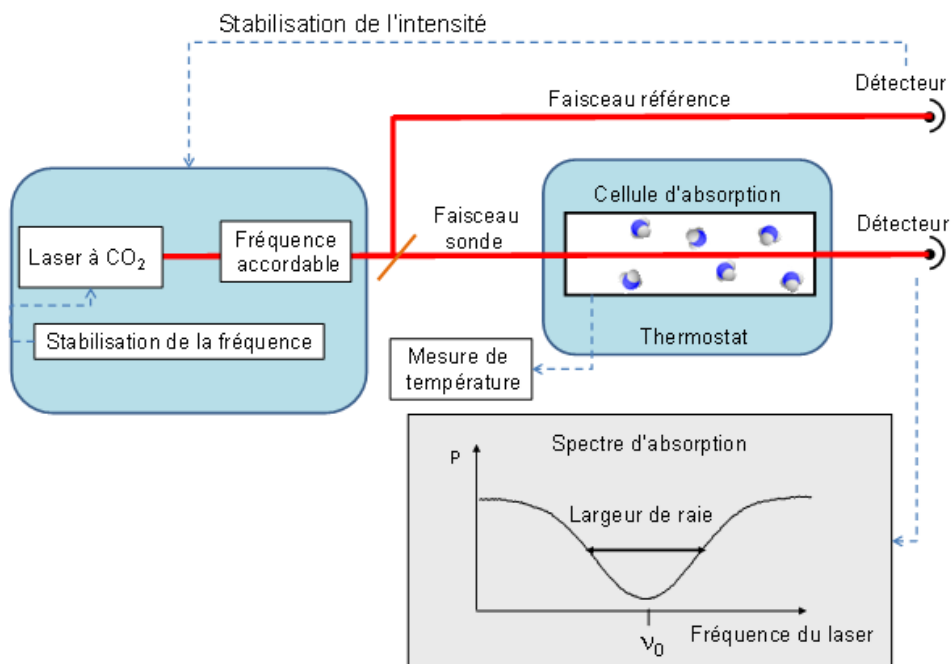 Stabilisation de l'intensité
Détecteur
Faisceau référence
Cellule d'absorption
Faisceau
sonde
Détecteur
Laser à CO₂
Fréquence
accordable
Stabilisation de la fréquence
Thermostat
Mesure de
température
Spectre d'absorption
P
Largeur de raie
ν₀
Fréquence du laser